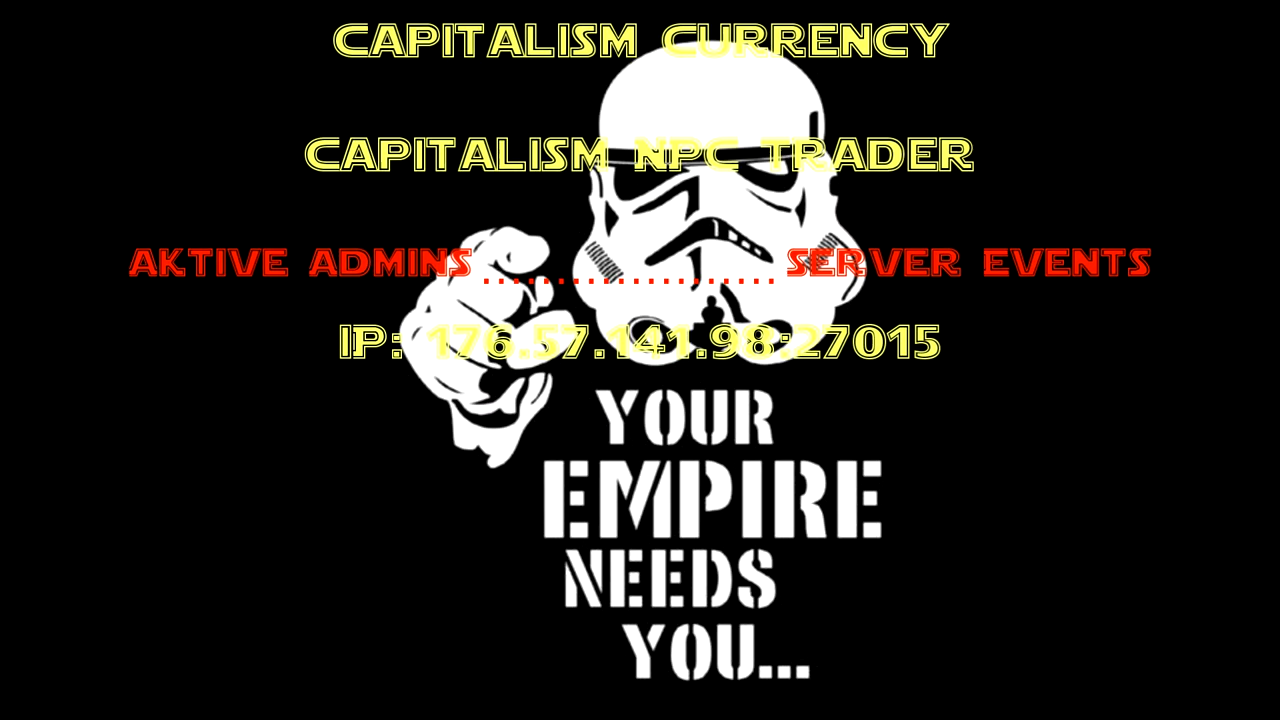 CAPITALISM CURRENCY
CAPITALISM NPC TRADER
AKTIVE ADMINS ..................... SERVER EVENTS
IP: 176.57.141.98:27015
YOUR
EMPIRE
NEEDS
YOU...